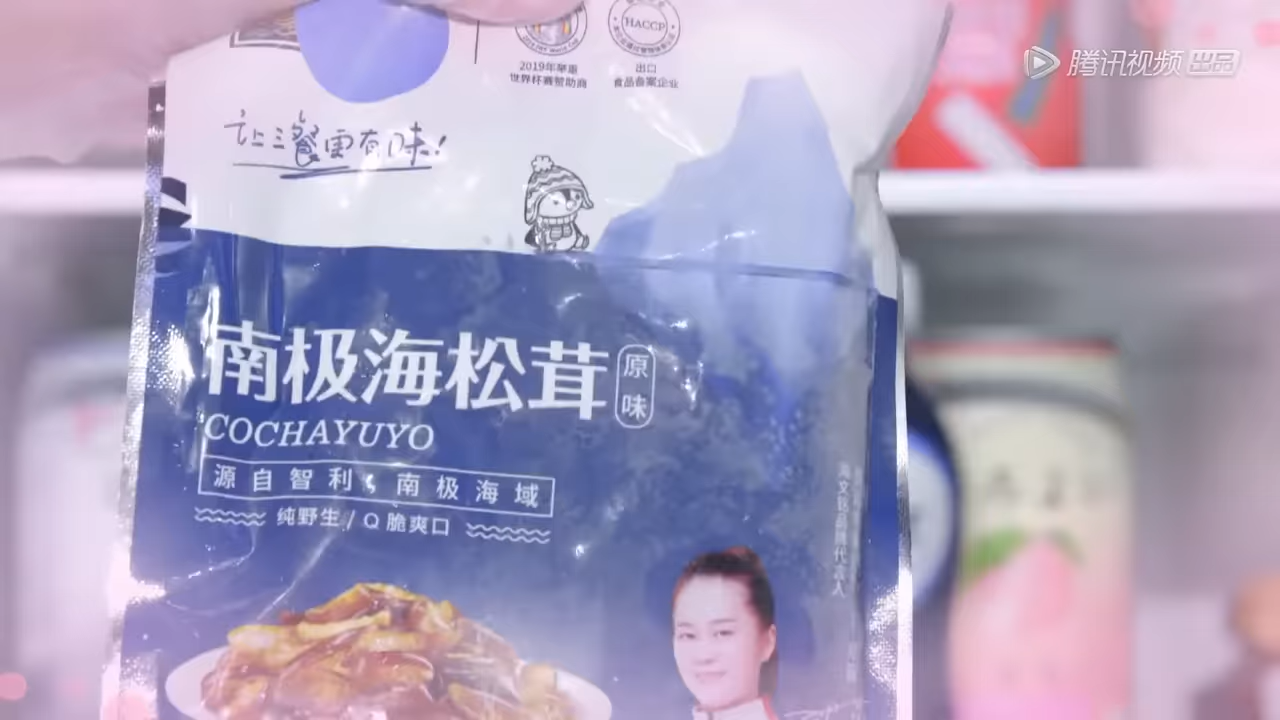 腾讯视频 出品
HACCP
2019年举重
世界杯赛赞助商
出口
食品备案企业
让三餐更有味！
南极海松茸
原味
COCHAYUYO
源自智利·南极海域
纯野生/Q脆爽口